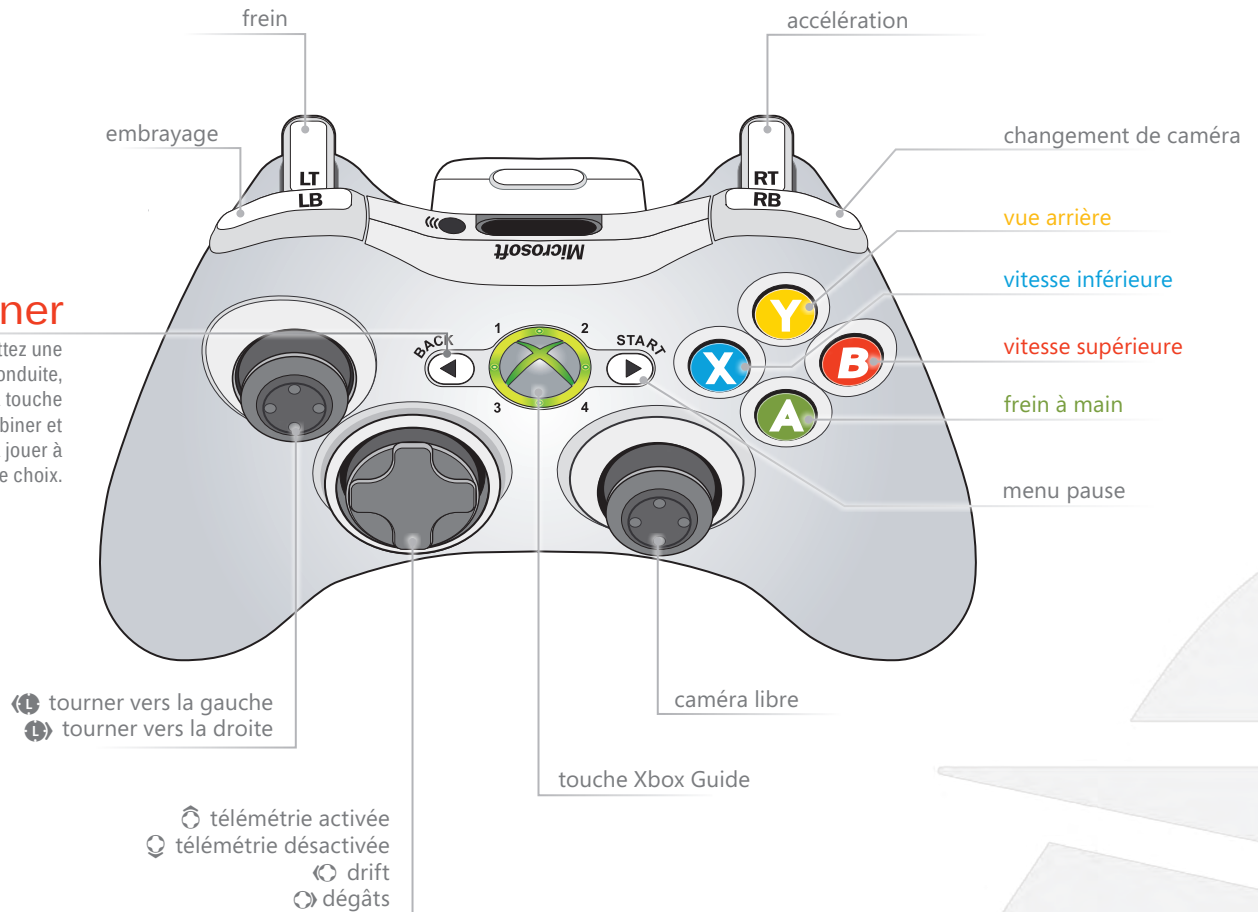 frein
accélération
embrayage
changement de caméra
LT
LB
RT
RB
Microsoft
vue arrière
vitesse inférieure
vitesse supérieure
frein à main
menu pause
ner
ttez une
onduite,
touche
biner et
jouer à
e choix.
BACK
1
2
3
4
START
Y
X
B
A
L tourner vers la gauche
L tourner vers la droite
caméra libre
touche Xbox Guide
télémétrie activée
télémétrie désactivée
drift
dégâts